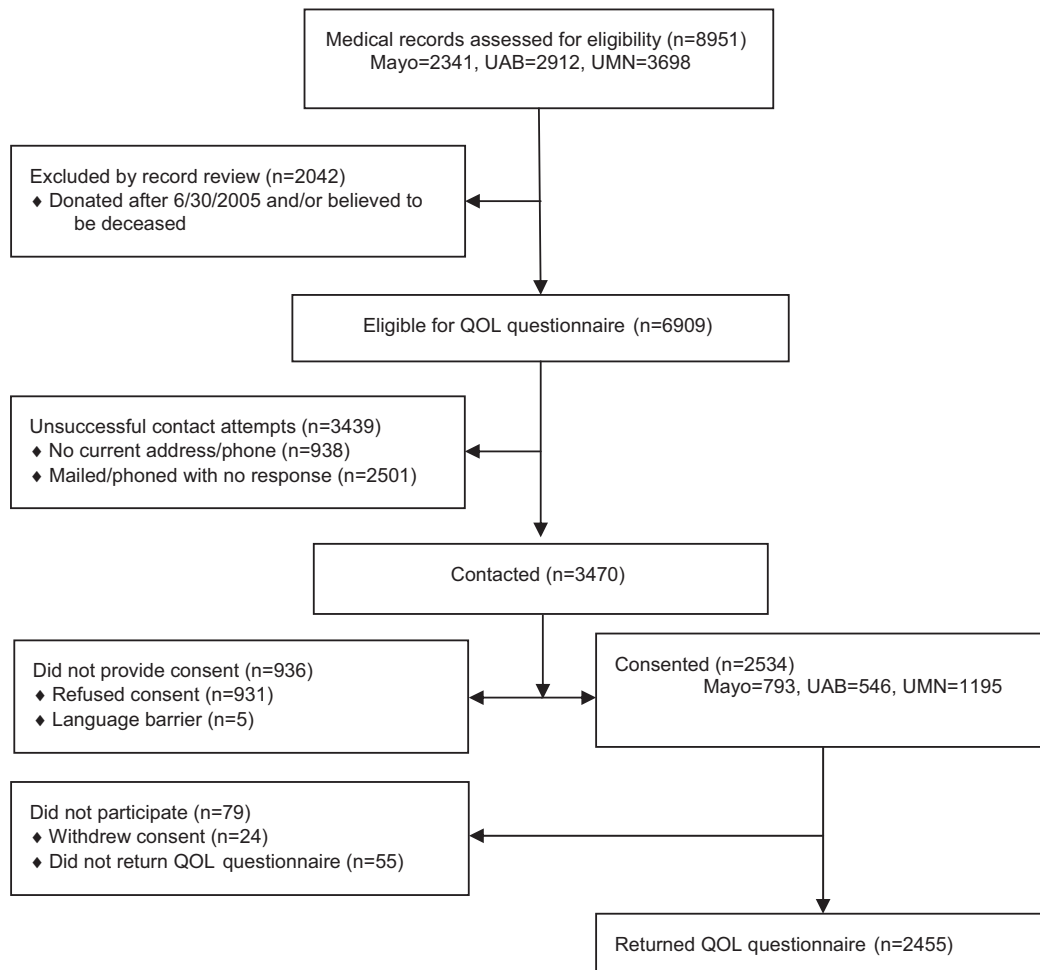 Medical records assessed for eligibility (n=8951)
Mayo=2341, UAB=2912, UMN=3698
Excluded by record review (n=2042)
♦ Donated after 6/30/2005 and/or believed to
be deceased
Eligible for QOL questionnaire (n=6909)
Unsuccessful contact attempts (n=3439)
♦ No current address/phone (n=938)
♦ Mailed/phoned with no response (n=2501)
Contacted (n=3470)
Did not provide consent (n=936)
♦ Refused consent (n=931)
♦ Language barrier (n=5)
Consented (n=2534)
Mayo=793, UAB=546, UMN=1195
Did not participate (n=79)
♦ Withdrew consent (n=24)
♦ Did not return QOL questionnaire (n=55)
Returned QOL questionnaire (n=2455)